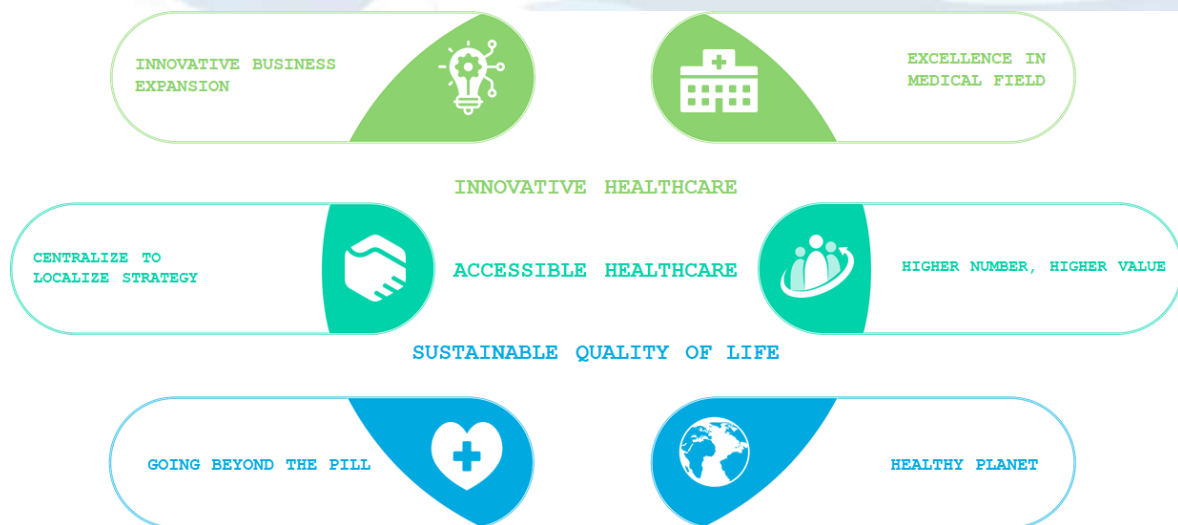 INNOVATIVE BUSINESS
EXPANSION
EXCELLENCE IN
MEDICAL FIELD
INNOVATIVE HEALTHCARE
CENTRALIZE TO
LOCALIZE STRATEGY
ACCESSIBLE HEALTHCARE
HIGHER NUMBER, HIGHER VALUE
SUSTAINABLE QUALITY OF LIFE
GOING BEYOND THE PILL
HEALTHY PLANET